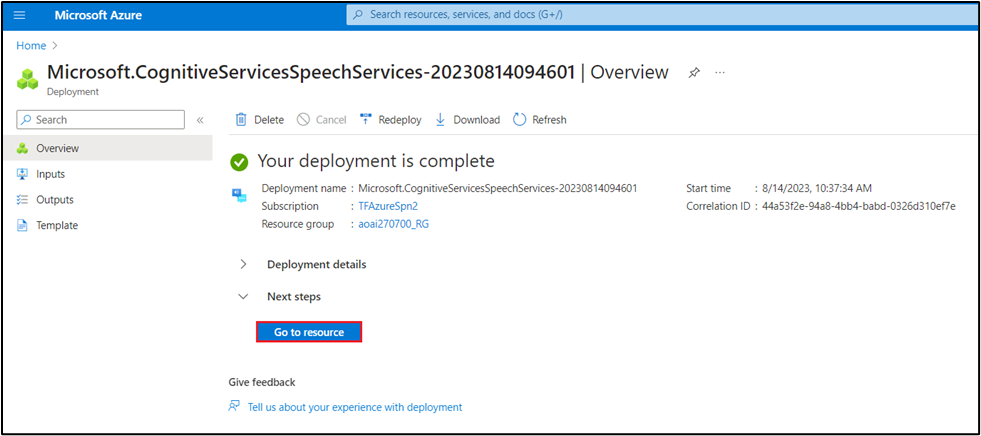 Microsoft Azure
Search resources, services, and docs (G+/)
Home
Microsoft.CognitiveServicesSpeechServices-20230814094601 | Overview
Deployment
Search
Delete Cancel Redeploy Download Refresh
Overview
Inputs
Outputs
Template
Your deployment is complete
Deployment name : Microsoft.CognitiveServicesSpeechServices-20230814094601
Subscription : TFAzureSpn2
Resource group : aoai270700_RG
Start time : 8/14/2023, 10:37:34 AM
Correlation ID : 44a53f2e-94a8-4bb4-babd-0326d310ef7e
Deployment details
Next steps
Go to resource
Give feedback
Tell us about your experience with deployment